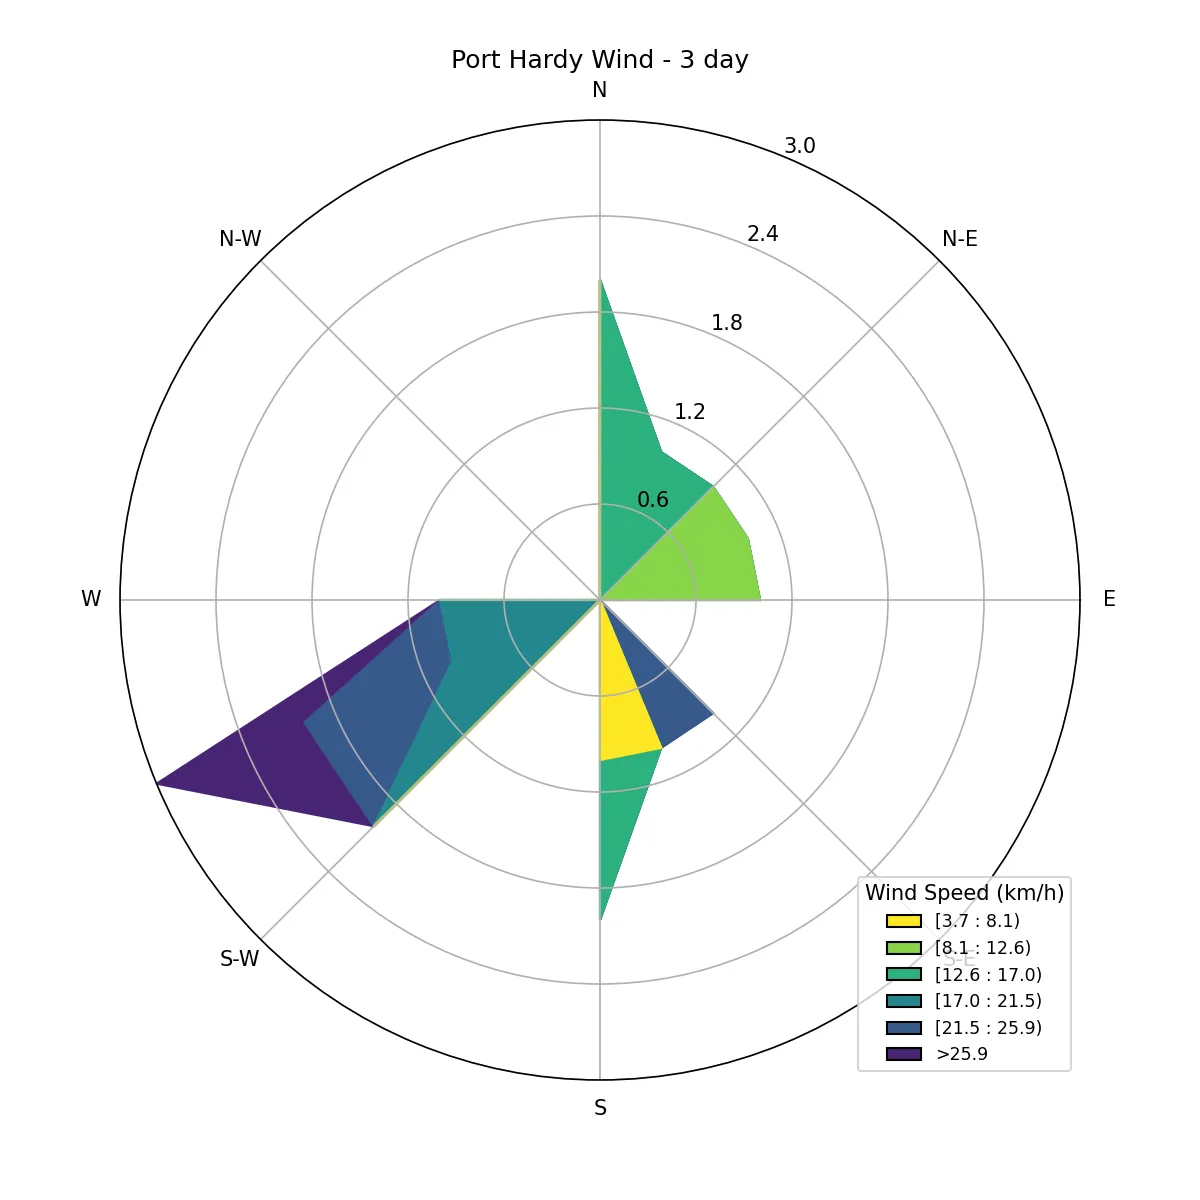 Port Hardy Wind - 3 day
N
3.0
N-W
2.4
N-E
1.8
1.2
0.6
W
E
Wind Speed (km/h)
[3.7 : 8.1)
[8.1 : 12.6)
S-W
S-E
[12.6 : 17.0)
[17.0 : 21.5)
[21.5 : 25.9)
>25.9
S